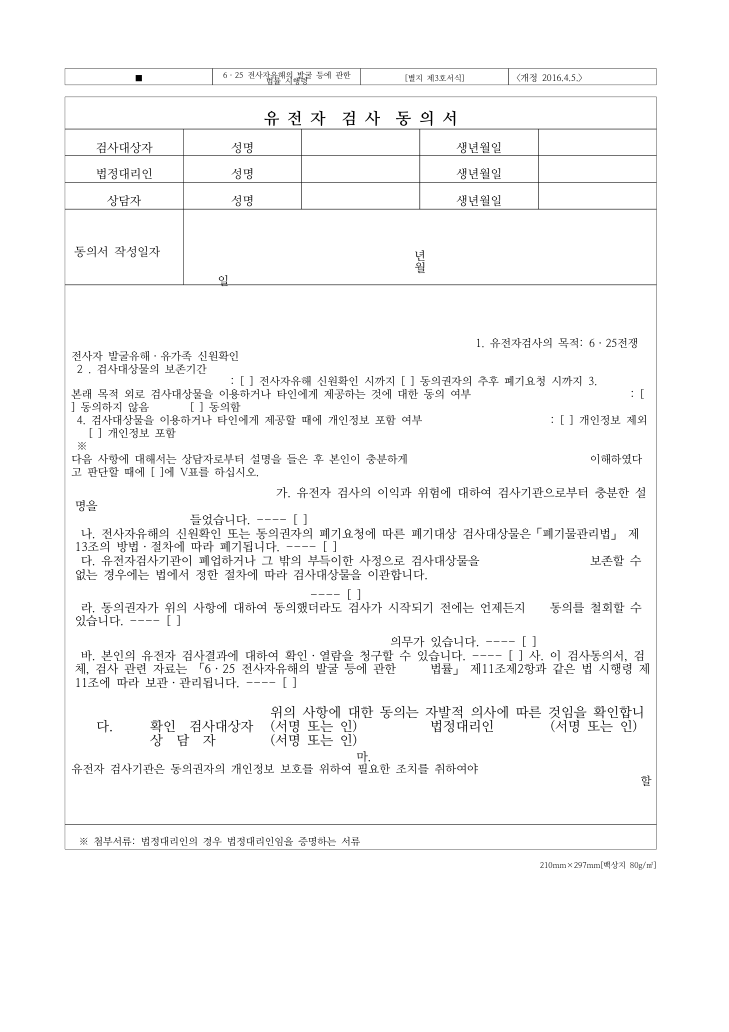 ■ 6·25 전사자유해의 발굴 등에 관한 법률 시행령 [별지 제3호서식] <개정 2016.4.5.>
유 전 자 검 사 동 의 서
검사대상자 성명 생년월일
법정대리인 성명 생년월일
상담자 성명 생년월일
동의서 작성일자
년
월
일
1. 유전자검사의 목적: 6·25전쟁
전사자 발굴유해·유가족 신원확인
2 . 검사대상물의 보존기간
: [ ] 전사자유해 신원확인 시까지 [ ] 동의권자의 추후 폐기요청 시까지 3.
본래 목적 외로 검사대상물을 이용하거나 타인에게 제공하는 것에 대한 동의 여부 : [
] 동의하지 않음 [ ] 동의함
4. 검사대상물을 이용하거나 타인에게 제공할 때에 개인정보 포함 여부 : [ ] 개인정보 제외
[ ] 개인정보 포함
※
다음 사항에 대해서는 상담자로부터 설명을 들은 후 본인이 충분하게 이해하였다
고 판단할 때에 [ ]에 V표를 하십시오.
가. 유전자 검사의 이익과 위험에 대하여 검사기관으로부터 충분한 설
명을
들었습니다. ---- [ ]
나. 전사자유해의 신원확인 또는 동의권자의 폐기요청에 따른 폐기대상 검사대상물은「폐기물관리법」 제
13조의 방법·절차에 따라 폐기됩니다. ---- [ ]
다. 유전자검사기관이 폐업하거나 그 밖의 부득이한 사정으로 검사대상물을 보존할 수
없는 경우에는 법에서 정한 절차에 따라 검사대상물을 이관합니다.
---- [ ]
라. 동의권자가 위의 사항에 대하여 동의했더라도 검사가 시작되기 전에는 언제든지 동의를 철회할 수
있습니다. ---- [ ]
의무가 있습니다. ---- [ ]
바. 본인의 유전자 검사결과에 대하여 확인·열람을 청구할 수 있습니다. ---- [ ] 사. 이 검사동의서, 검
체, 검사 관련 자료는 「6·25 전사자유해의 발굴 등에 관한 법률」 제11조제2항과 같은 법 시행령 제
11조에 따라 보관·관리됩니다. ---- [ ]
위의 사항에 대한 동의는 자발적 의사에 따른 것임을 확인합니
다. 확인 검사대상자 (서명 또는 인) 법정대리인 (서명 또는 인)
상 담 자 (서명 또는 인)
마.
유전자 검사기관은 동의권자의 개인정보 보호를 위하여 필요한 조치를 취하여야
할
※ 첨부서류: 법정대리인의 경우 법정대리인임을 증명하는 서류
210mm×297mm[백상지 80g/㎡]